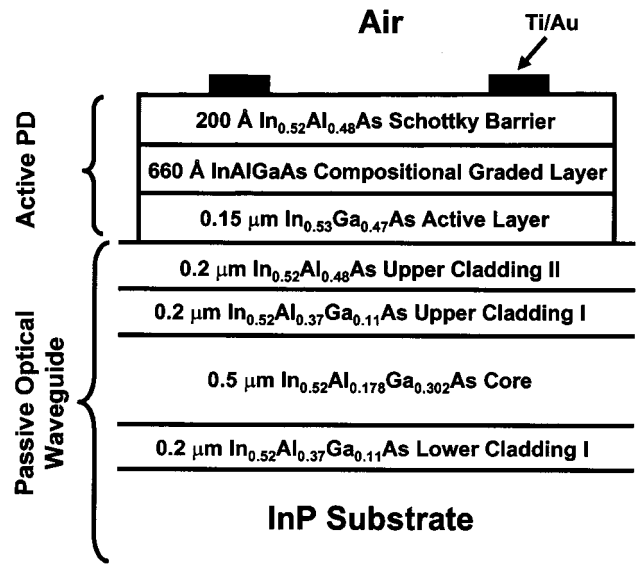 Air
Ti/Au
Active PD
200 Å In₀.₅₂Al₀.₄₈As Schottky Barrier
660 Å InAlGaAs Compositional Graded Layer
0.15 μm In₀.₅₃Ga₀.₄₇As Active Layer
Passive Optical
Waveguide
0.2 μm In₀.₅₂Al₀.₄₈As Upper Cladding II
0.2 μm In₀.₅₂Al₀.₃₇Ga₀.₁₁As Upper Cladding I
0.5 μm In₀.₅₂Al₀.₁₇₈Ga₀.₃₀₂As Core
0.2 μm In₀.₅₂Al₀.₃₇Ga₀.₁₁As Lower Cladding I
InP Substrate